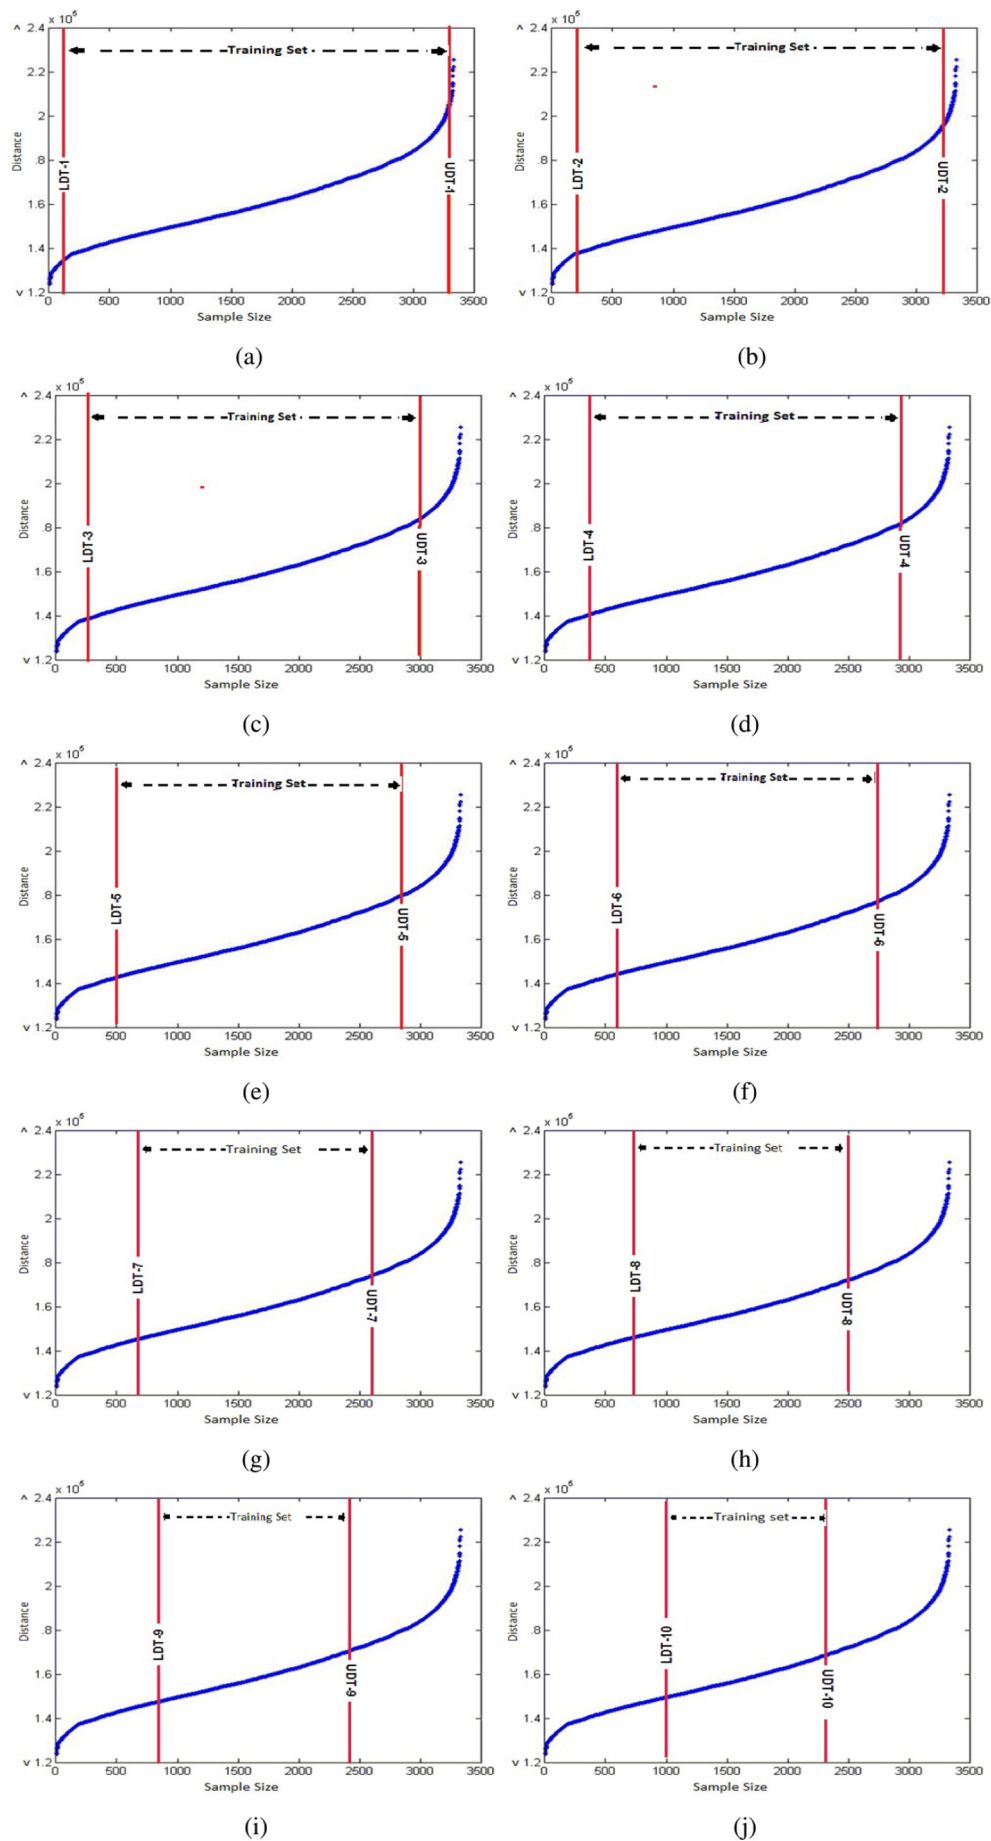 ^ 2.4 x 10⁵
Training Set
2.2
2
Distance
.8
LDT-1
UDT-1
1.6
1.4
v 1.2
0 500 1000 1500 2000 2500 3000 3500
Sample Size
(a)
^ 2.4 x 10⁵
Training Set
2.2
2
Distance
.8
LDT-2
UDT-2
1.6
1.4
v 1.2
0 500 1000 1500 2000 2500 3000 3500
Sample Size
(b)
^ 2.4 x 10⁵
Training Set
2.2
2
Distance
.8
LDT-3
UDT-3
1.6
1.4
v 1.2
0 500 1000 1500 2000 2500 3000 3500
Sample Size
(c)
^ 2.4 x 10⁵
Training Set
2.2
2
Distance
.8
LDT-4
UDT-4
1.6
1.4
v 1.2
0 500 1000 1500 2000 2500 3000 3500
Sample Size
(d)
^ 2.4 x 10⁵
Training Set
2.2
2
Distance
.8
LDT-5
UDT-5
1.6
1.4
v 1.2
0 500 1000 1500 2000 2500 3000 3500
Sample Size
(e)
^ 2.4 x 10⁵
Training Set
2.2
2
Distance
.8
LDT-6
UDT-6
1.6
1.4
v 1.2
0 500 1000 1500 2000 2500 3000 3500
Sample Size
(f)
^ 2.4 x 10⁵
Training Set
2.2
2
Distance
.8
LDT-7
UDT-7
1.6
1.4
v 1.2
0 500 1000 1500 2000 2500 3000 3500
Sample Size
(g)
^ 2.4 x 10⁵
Training Set
2.2
2
Distance
.8
LDT-8
UDT-8
1.6
1.4
v 1.2
0 500 1000 1500 2000 2500 3000 3500
Sample Size
(h)
^ 2.4 x 10⁵
Training Set
2.2
2
Distance
.8
LDT-9
UDT-9
1.6
1.4
v 1.2
0 500 1000 1500 2000 2500 3000 3500
Sample Size
(i)
^ 2.4 x 10⁵
Training set
2.2
2
Distance
.8
LDT-10
UDT-10
1.6
1.4
v 1.2
0 500 1000 1500 2000 2500 3000 3500
Sample Size
(j)